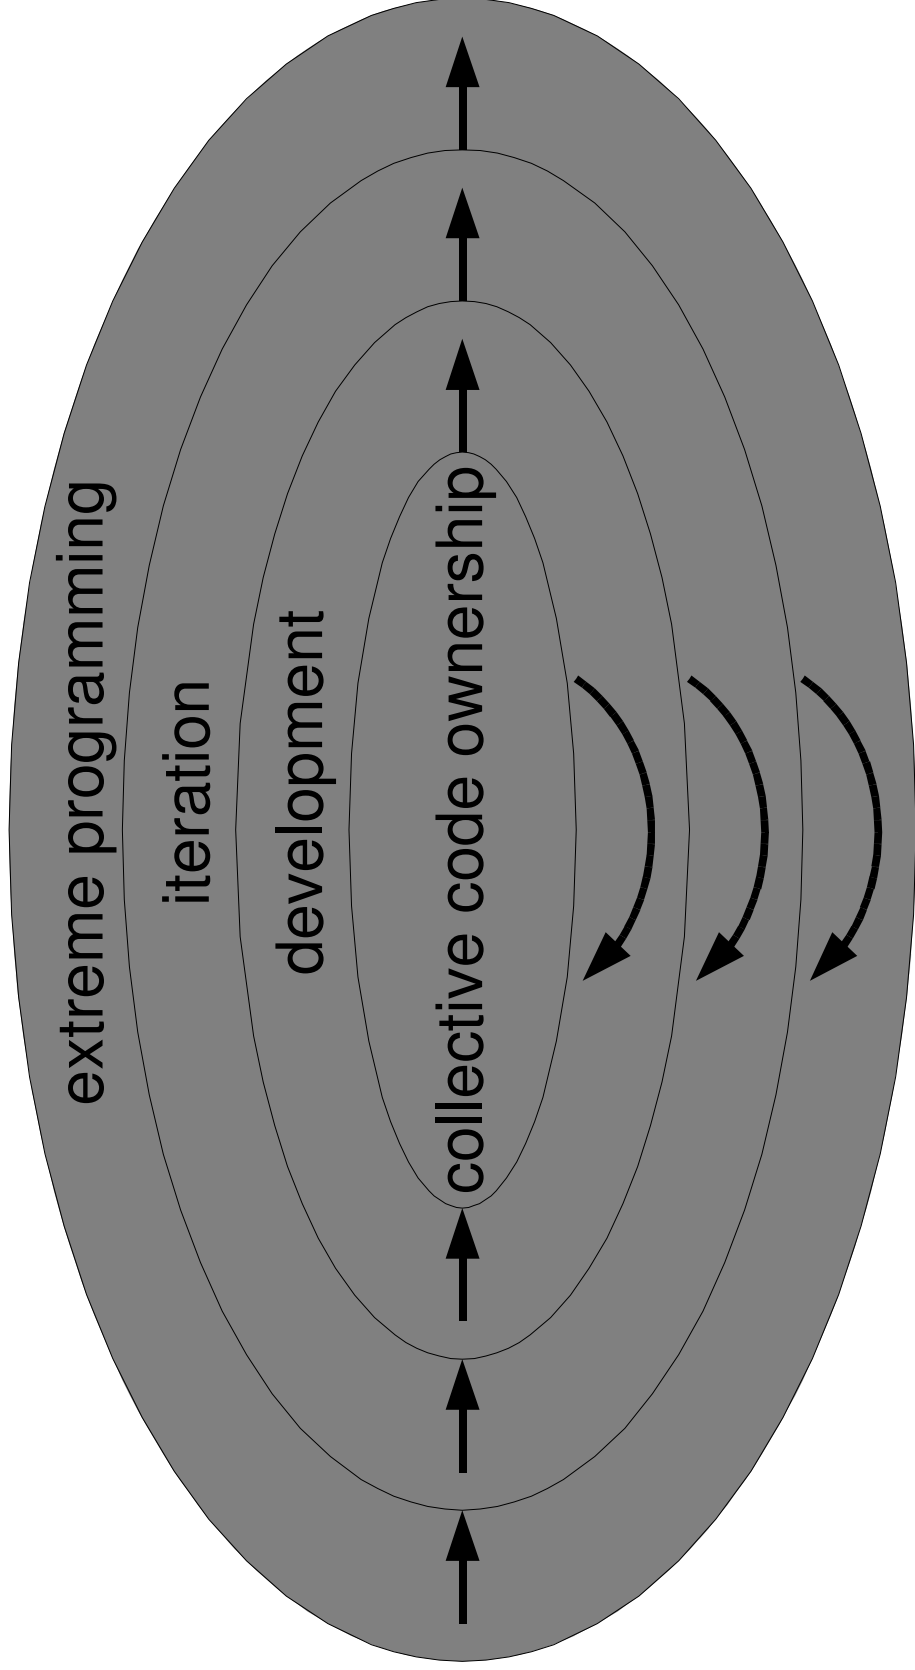 extreme programming
iteration
development
collective code ownership